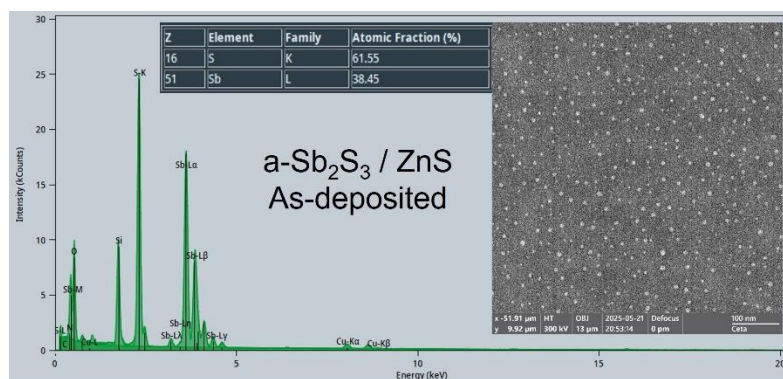 30
25
20
15
10
5
0
Intensity (kCounts)
Z Element Family Atomic Fraction (%)
16 S K 61.55
51 Sb L 38.45
a-Sb₂S₃ / ZnS
As-deposited
S-K
Sb-Lα
Si
O
Sb-Lβ
Sb-M
Sb-Lη
N
C
Cu-L
Sb-Lλ
Sb-Lγ
Cu-Kα
Cu-Kβ
0 5 10 15 20
Energy (keV)
x -51.91 µm HT OBJ 2025-05-21 Defocus 100 nm
y 9.92 µm 300 kV 13 µm 20:53:14 0 pm Ceta